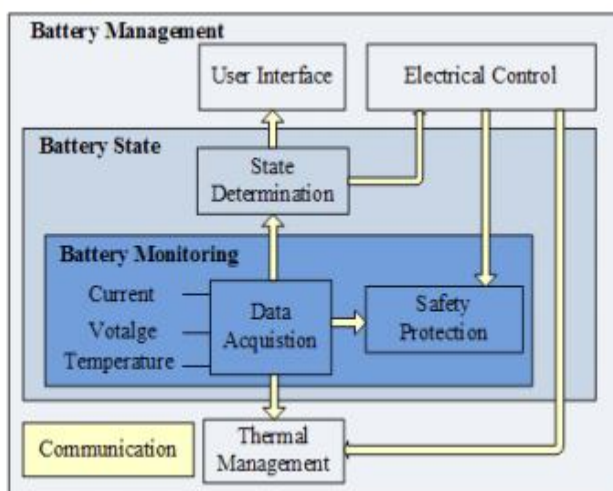 Battery Management
User Interface
Electrical Control
Battery State
State
Determination
Battery Monitoring
Current
Votalge
Temperature
Data
Acquistion
Safety
Protection
Communication
Thermal
Management